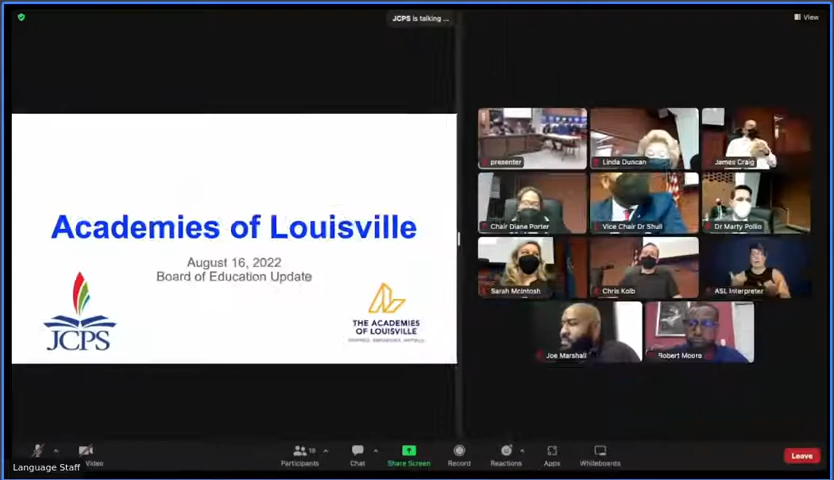 JCPS is talking ...
View
Academies of Louisville
August 16, 2022
Board of Education Update
JCPS
THE ACADEMIES
OF LOUISVILLE
presenter
Linda Duncan
James Craig
Chair Diane Porter
Vice Chair Dr Shull
Dr Marty Pollio
Sarah McIntosh
Chris Kolb
ASL Interpreter
Joe Marshall
Robert Moore
Language Staff
Video
Participants
Chat
Share Screen
Record
Reactions
Apps
Whiteboards
Leave